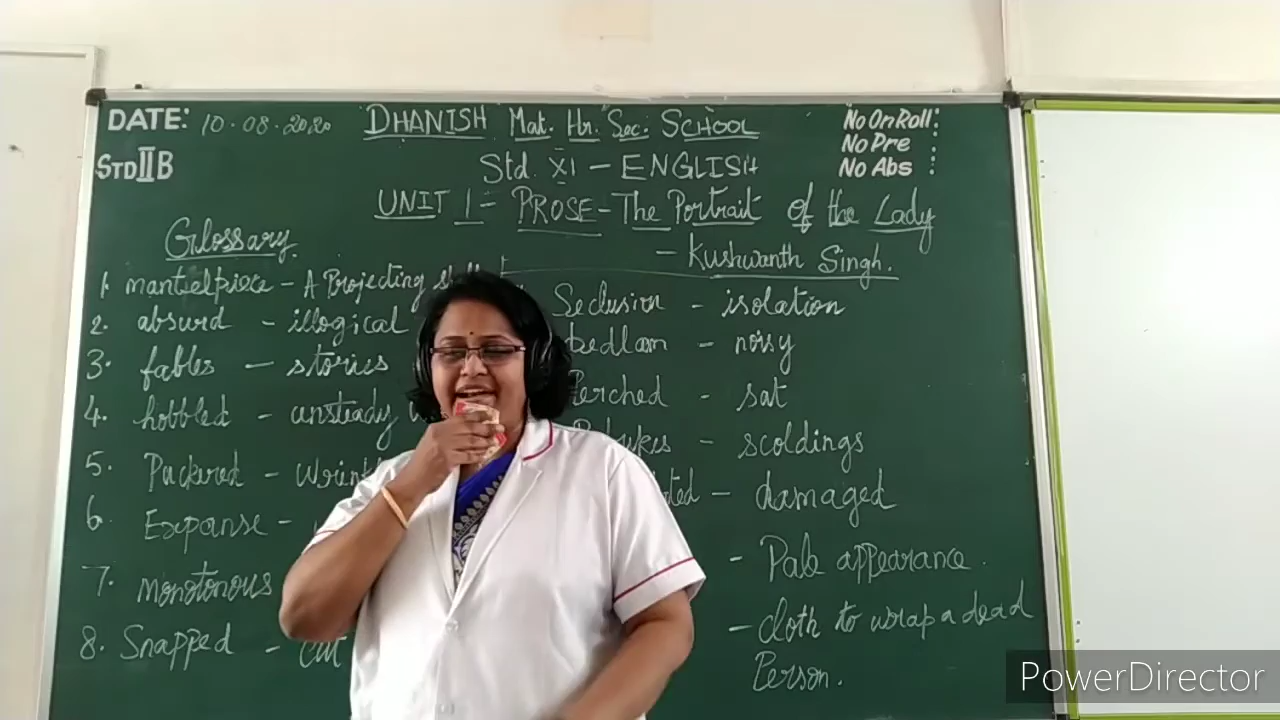 DATE: 10.08.2020
STD II B
DHANISH Mat. Hr. Sec. SCHOOL
Std. XI - ENGLISH
UNIT 1 - PROSE - The Portrait of the Lady
- Kushwanth Singh.
No On Roll :
No Pre :
No Abs :
Glossary.
1. mantielpiece - A Projecting
2. absurd - illogical
3. fables - stories
4. hobbled - unsteady
5. Puckered -
6. Expanse -
7. monotonous
8. Snapped - cut
Seclusion - isolation
bedlam - noisy
Perched - sat
- scoldings
- damaged
- Pale appearance.
- cloth to wrap a dead
Person.
PowerDirector